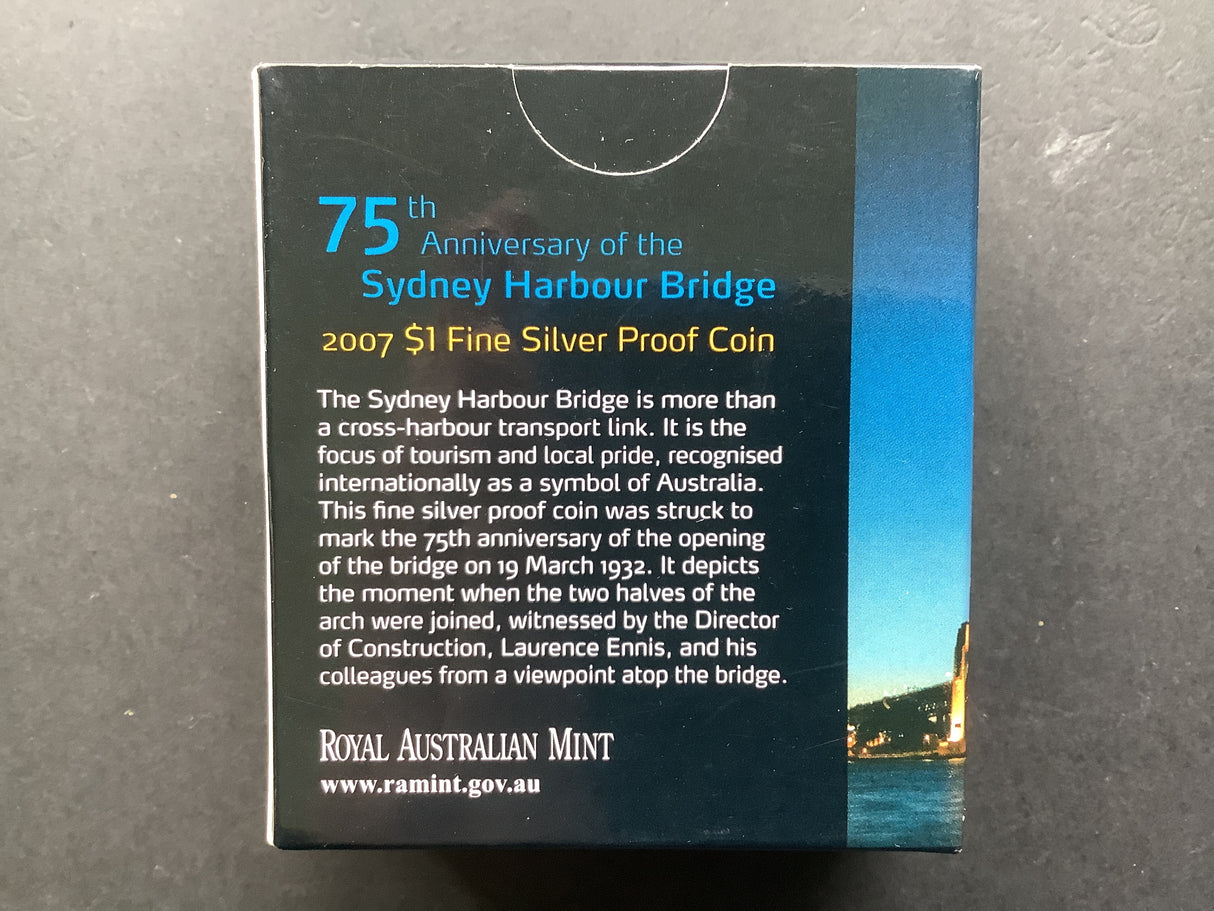 75th
Anniversary of the
Sydney Harbour Bridge
2007 $1 Fine Silver Proof Coin
The Sydney Harbour Bridge is more than
a cross-harbour transport link. It is the
focus of tourism and local pride, recognised
internationally as a symbol of Australia.
This fine silver proof coin was struck to
mark the 75th anniversary of the opening
of the bridge on 19 March 1932. It depicts
the moment when the two halves of the
arch were joined, witnessed by the Director
of Construction, Laurence Ennis, and his
colleagues from a viewpoint atop the bridge.
ROYAL AUSTRALIAN MINT
www.ramint.gov.au